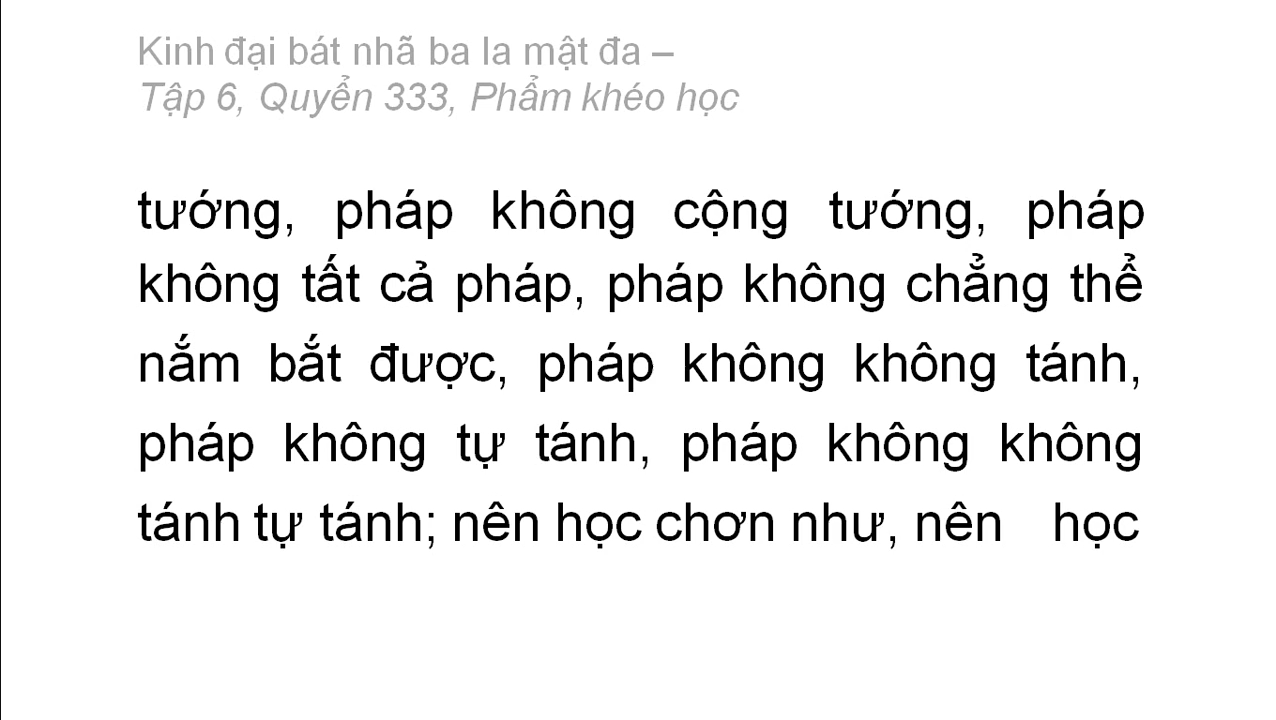 Kinh đại bát nhã ba la mật đa –
Tập 6, Quyển 333, Phẩm khéo học
tướng, pháp không cộng tướng, pháp
không tất cả pháp, pháp không chẳng thể
nắm bắt được, pháp không không tánh,
pháp không tự tánh, pháp không không
tánh tự tánh; nên học chơn như, nên học